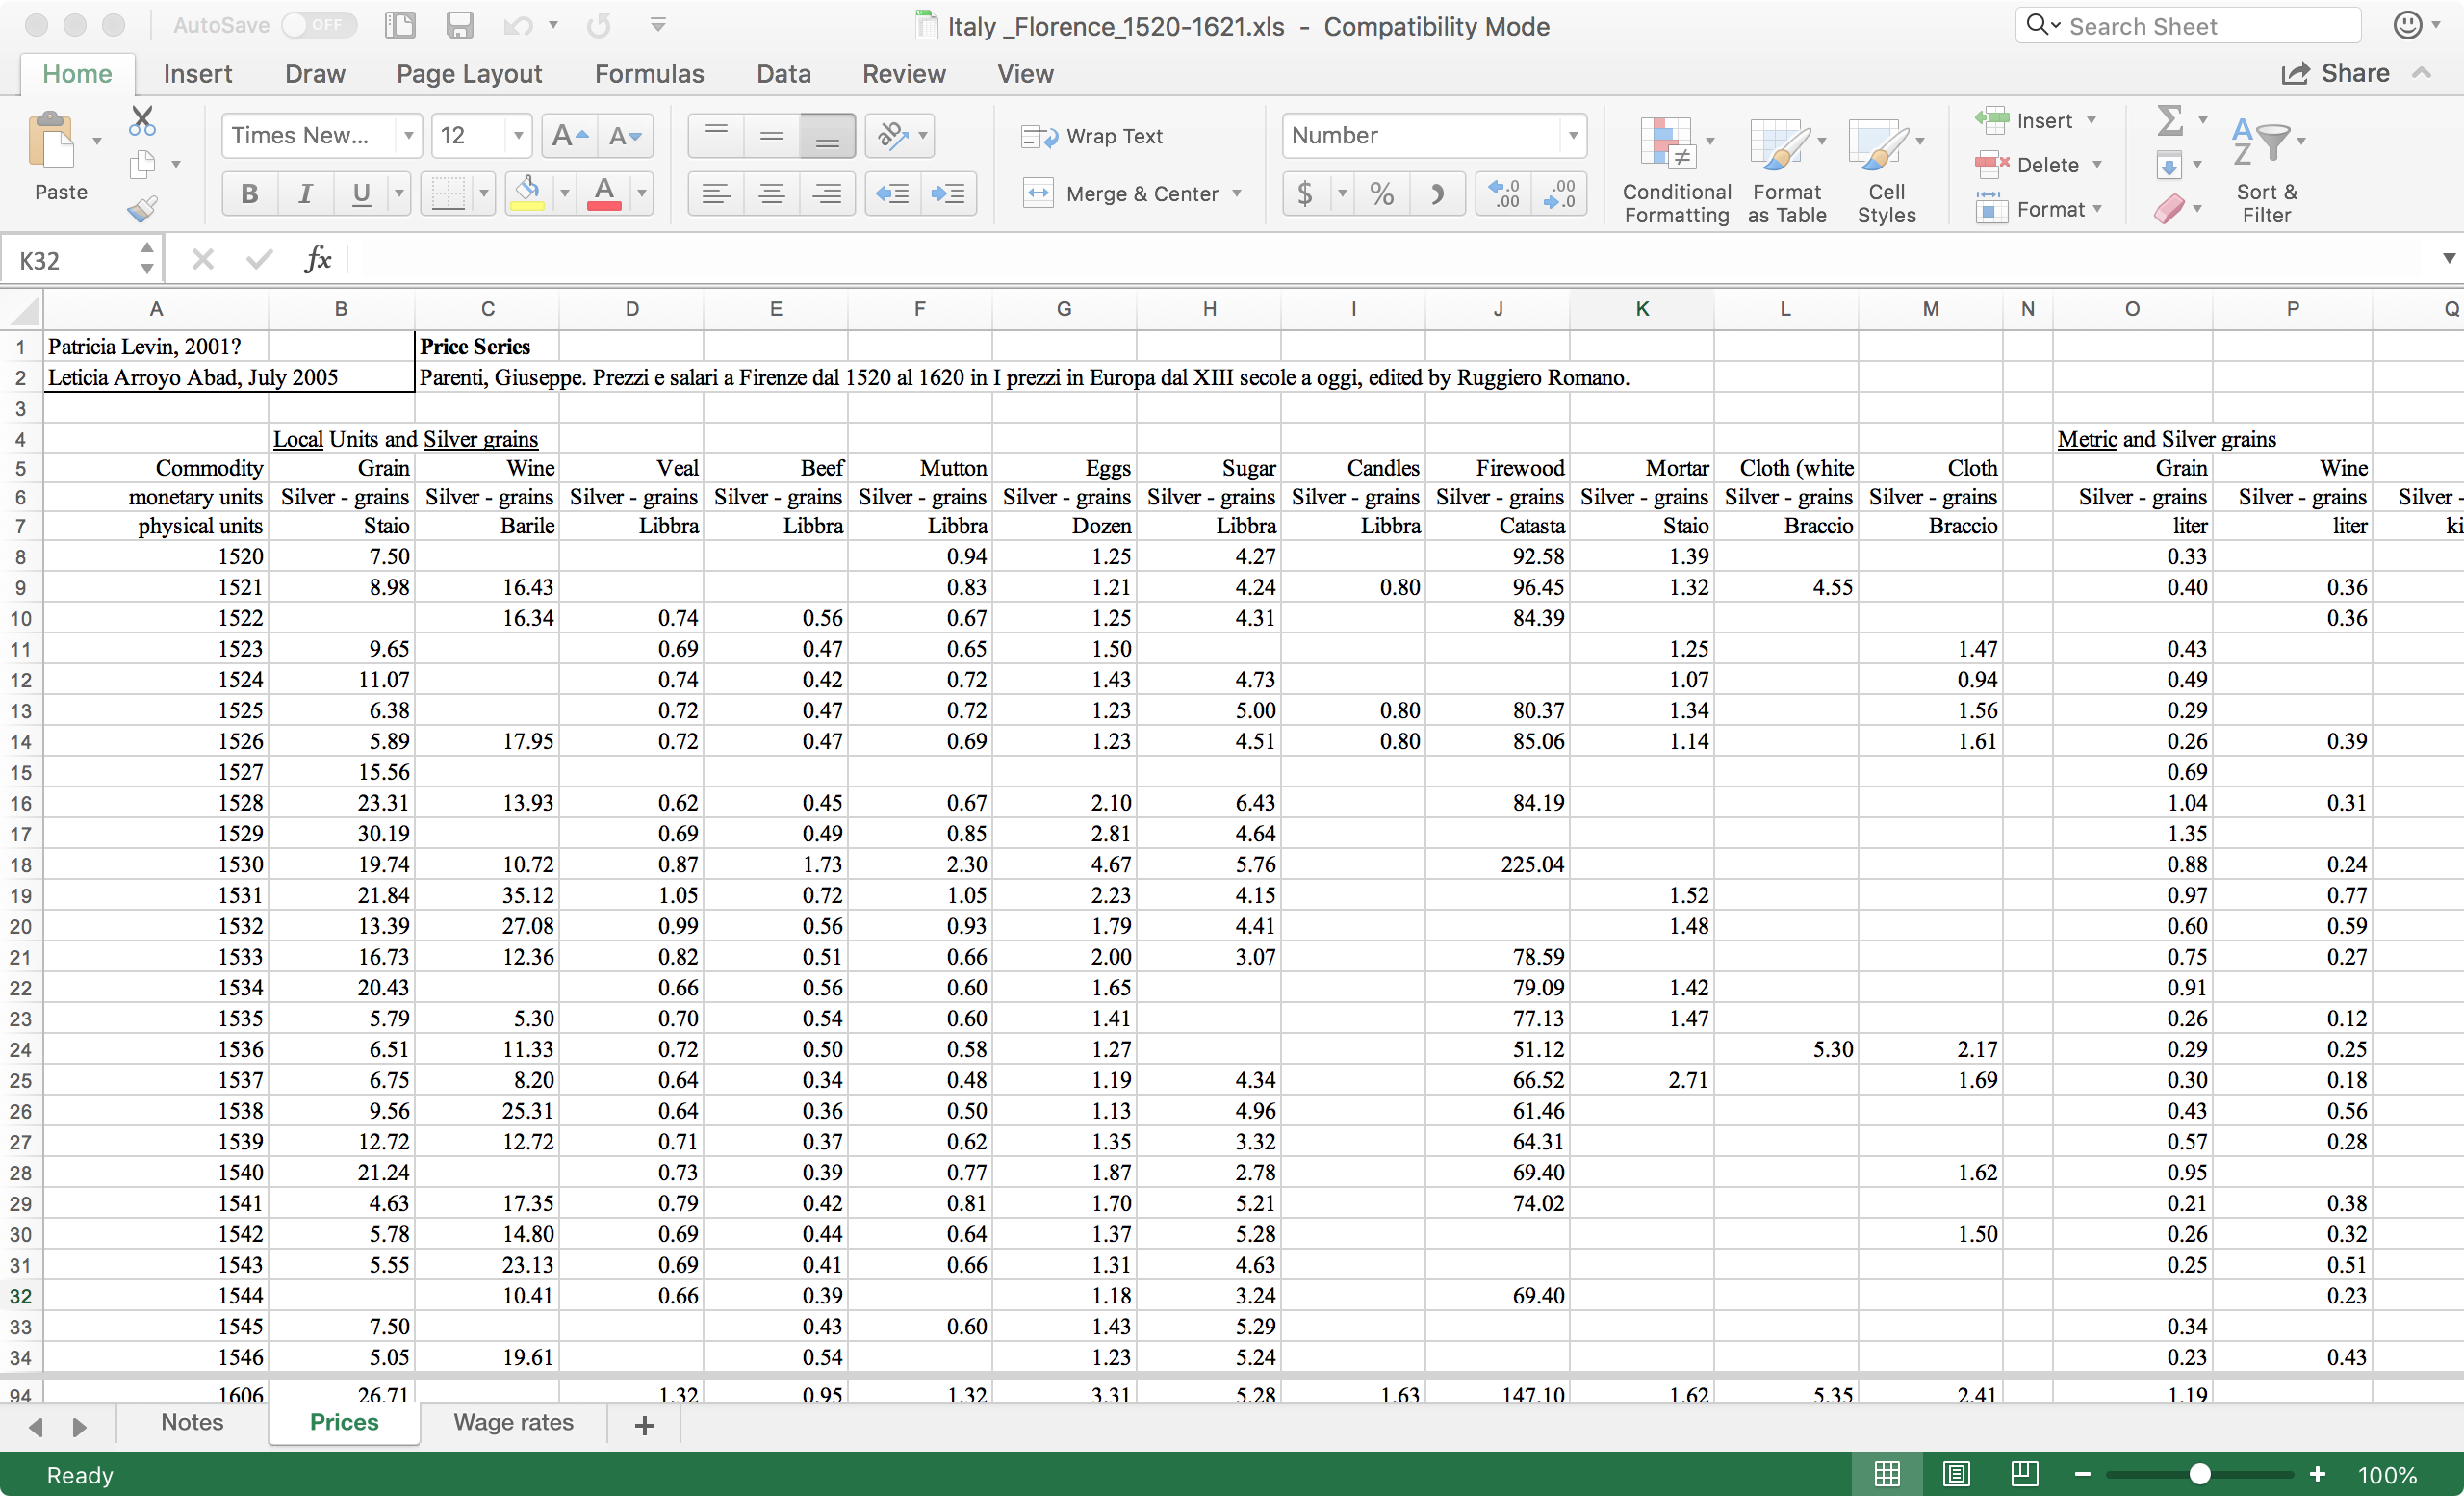 AutoSave OFF Italy _Florence_1520-1621.xls - Compatibility Mode Search Sheet
Home Insert Draw Page Layout Formulas Data Review View Share
Paste Times New... 12 A A Wrap Text Number Conditional Formatting Format as Table Cell Styles Insert Delete Format Sort & Filter
B I U A Merge & Center $ % .0 .00 .00 .0
K32 fx
A B C D E F G H I J K L M N O P Q
1 Patricia Levin, 2001? Price Series
2 Leticia Arroyo Abad, July 2005 Parenti, Giuseppe. Prezzi e salari a Firenze dal 1520 al 1620 in I prezzi in Europa dal XIII secole a oggi, edited by Ruggiero Romano.
3
4 Local Units and Silver grains Metric and Silver grains
5 Commodity Grain Wine Veal Beef Mutton Eggs Sugar Candles Firewood Mortar Cloth (white Cloth Grain Wine
6 monetary units Silver - grains Silver - grains Silver - grains Silver - grains Silver - grains Silver - grains Silver - grains Silver - grains Silver - grains Silver - grains Silver - grains Silver - grains Silver - grains Silver - grains Silver -
7 physical units Staio Barile Libbra Libbra Libbra Dozen Libbra Libbra Catasta Staio Braccio Braccio liter liter ki
8 1520 7.50 0.94 1.25 4.27 92.58 1.39 0.33
9 1521 8.98 16.43 0.83 1.21 4.24 0.80 96.45 1.32 4.55 0.40 0.36
10 1522 16.34 0.74 0.56 0.67 1.25 4.31 84.39 0.36
11 1523 9.65 0.69 0.47 0.65 1.50 1.25 1.47 0.43
12 1524 11.07 0.74 0.42 0.72 1.43 4.73 1.07 0.94 0.49
13 1525 6.38 0.72 0.47 0.72 1.23 5.00 0.80 80.37 1.34 1.56 0.29
14 1526 5.89 17.95 0.72 0.47 0.69 1.23 4.51 0.80 85.06 1.14 1.61 0.26 0.39
15 1527 15.56 0.69
16 1528 23.31 13.93 0.62 0.45 0.67 2.10 6.43 84.19 1.04 0.31
17 1529 30.19 0.69 0.49 0.85 2.81 4.64 1.35
18 1530 19.74 10.72 0.87 1.73 2.30 4.67 5.76 225.04 0.88 0.24
19 1531 21.84 35.12 1.05 0.72 1.05 2.23 4.15 1.52 0.97 0.77
20 1532 13.39 27.08 0.99 0.56 0.93 1.79 4.41 1.48 0.60 0.59
21 1533 16.73 12.36 0.82 0.51 0.66 2.00 3.07 78.59 0.75 0.27
22 1534 20.43 0.66 0.56 0.60 1.65 79.09 1.42 0.91
23 1535 5.79 5.30 0.70 0.54 0.60 1.41 77.13 1.47 0.26 0.12
24 1536 6.51 11.33 0.72 0.50 0.58 1.27 51.12 5.30 2.17 0.29 0.25
25 1537 6.75 8.20 0.64 0.34 0.48 1.19 4.34 66.52 2.71 1.69 0.30 0.18
26 1538 9.56 25.31 0.64 0.36 0.50 1.13 4.96 61.46 0.43 0.56
27 1539 12.72 12.72 0.71 0.37 0.62 1.35 3.32 64.31 0.57 0.28
28 1540 21.24 0.73 0.39 0.77 1.87 2.78 69.40 1.62 0.95
29 1541 4.63 17.35 0.79 0.42 0.81 1.70 5.21 74.02 0.21 0.38
30 1542 5.78 14.80 0.69 0.44 0.64 1.37 5.28 1.50 0.26 0.32
31 1543 5.55 23.13 0.69 0.41 0.66 1.31 4.63 0.25 0.51
32 1544 10.41 0.66 0.39 1.18 3.24 69.40 0.23
33 1545 7.50 0.43 0.60 1.43 5.29 0.34
34 1546 5.05 19.61 0.54 1.23 5.24 0.23 0.43
94 1606 26.71 1.32 0.95 1.32 3.31 5.28 1.63 147.10 1.62 5.35 2.41 1.19
Notes Prices Wage rates +
Ready 100%